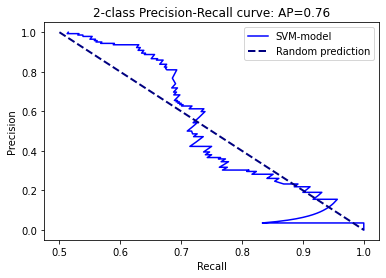 2-class Precision-Recall curve: AP=0.76
SVM-model
Random prediction
Precision
1.0
0.8
0.6
0.4
0.2
0.0
0.5 0.6 0.7 0.8 0.9 1.0
Recall